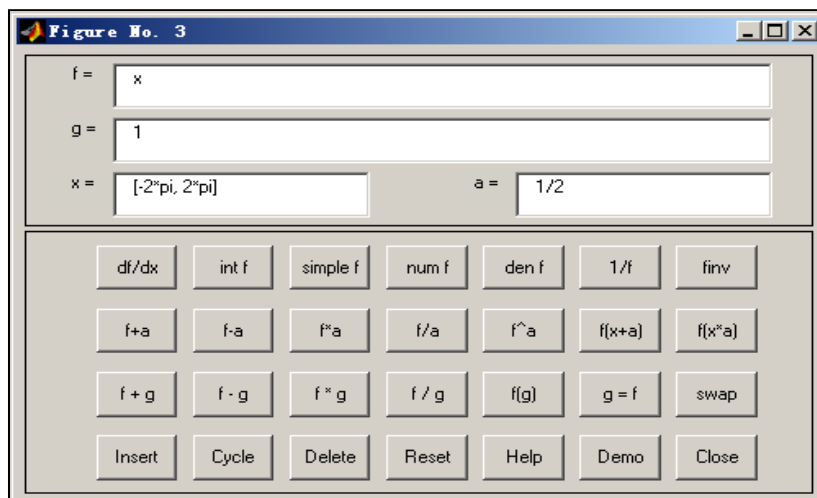 Figure No. 3
f = x
g = 1
x = [-2*pi, 2*pi] a = 1/2
df/dx int f simple f num f den f 1/f finv
f+a f-a f*a f/a f^a f(x+a) f(x*a)
f + g f - g f * g f / g f(g) g = f swap
Insert Cycle Delete Reset Help Demo Close